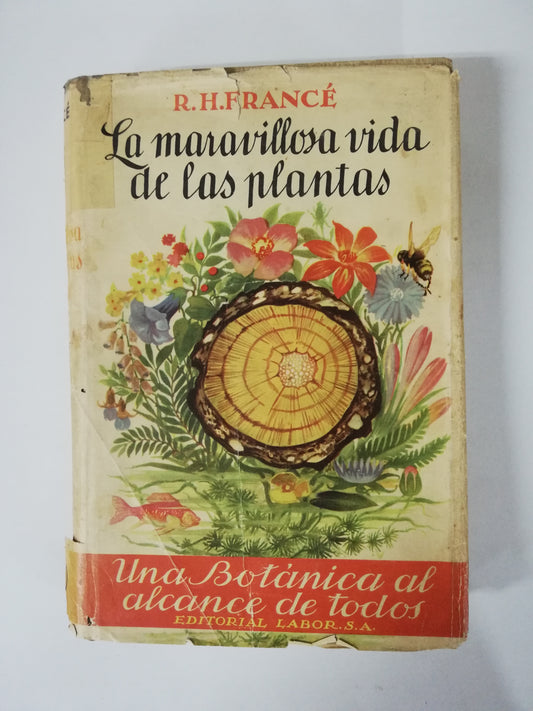 R.H.FRANCÉ
La maravillosa vida
de las plantas
Una Botánica al
alcance de todos
EDITORIAL LABOR.S.A.